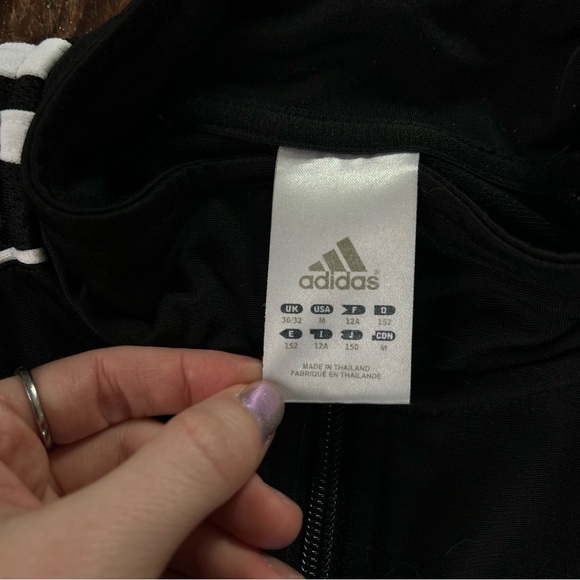 adidas
UK USA F D
30/32 M 12A 152
E I J CDN
152 12A 150 M
MADE IN THAILAND
FABRIQUÉ EN THAILANDE